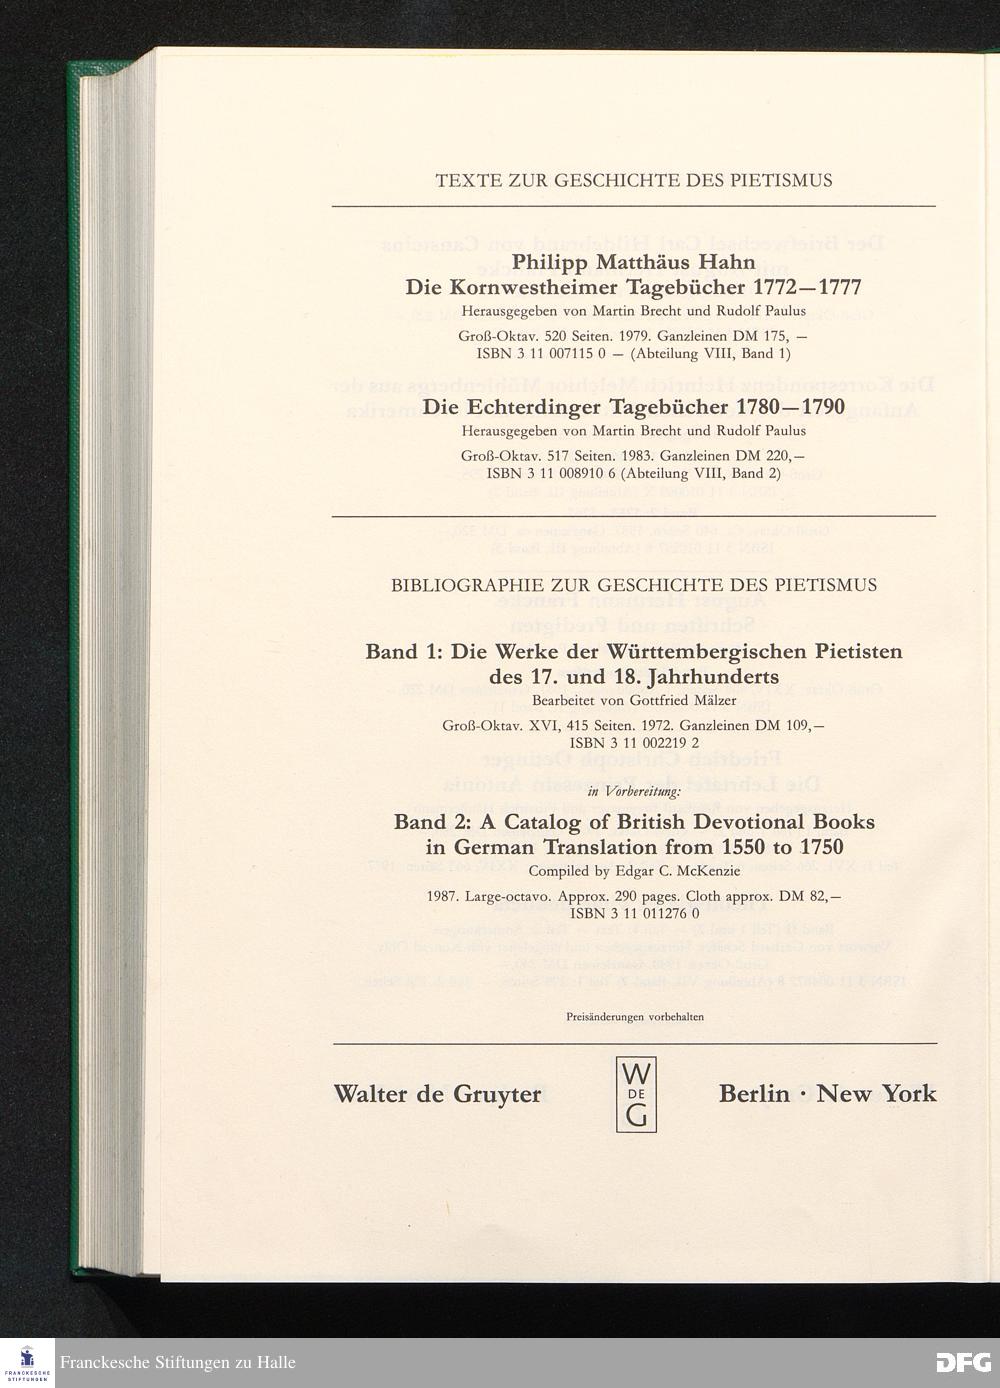 TEXTE ZUR GESCHICHTE DES PIETISMUS
Philipp Matthäus Hahn
Die Kornwestheimer Tagebücher 1772—1777
Herausgegeben von Martin Brecht und Rudolf Paulus
Groß-Oktav. 520 Seiten. 1979. Ganzleinen DM 175, —
ISBN 3 11 007115 0 — (Abteilung VIII, Band 1)
Die Echterdinger Tagebücher 1780—1790
Herausgegeben von Martin Brecht und Rudolf Paulus
Groß-Oktav. 517 Seiten. 1983. Ganzleinen DM 220,—
ISBN 3 11 008910 6 (Abteilung VIII, Band 2)
BIBLIOGRAPHIE ZUR GESCHICHTE DES PIETISMUS
Band 1: Die Werke der Württembergischen Pietisten
des 17. und 18. Jahrhunderts
Bearbeitet von Gottfried Mälzer
Groß-Oktav. XVI, 415 Seiten. 1972. Ganzleinen DM 109,—
ISBN 3 11 002219 2
in Vorbereitung:
Band 2: A Catalog of British Devotional Books
in German Translation from 1550 to 1750
Compiled by Edgar C. McKenzie
1987. Large-octavo. Approx. 290 pages. Cloth approx. DM 82,—
ISBN 3 11 011276 0
Preisänderungen vorbehalten
Walter de Gruyter
W
DE
G
Berlin · New York
FRANCKESCHE
STIFTUNGEN
Franckesche Stiftungen zu Halle
DFG